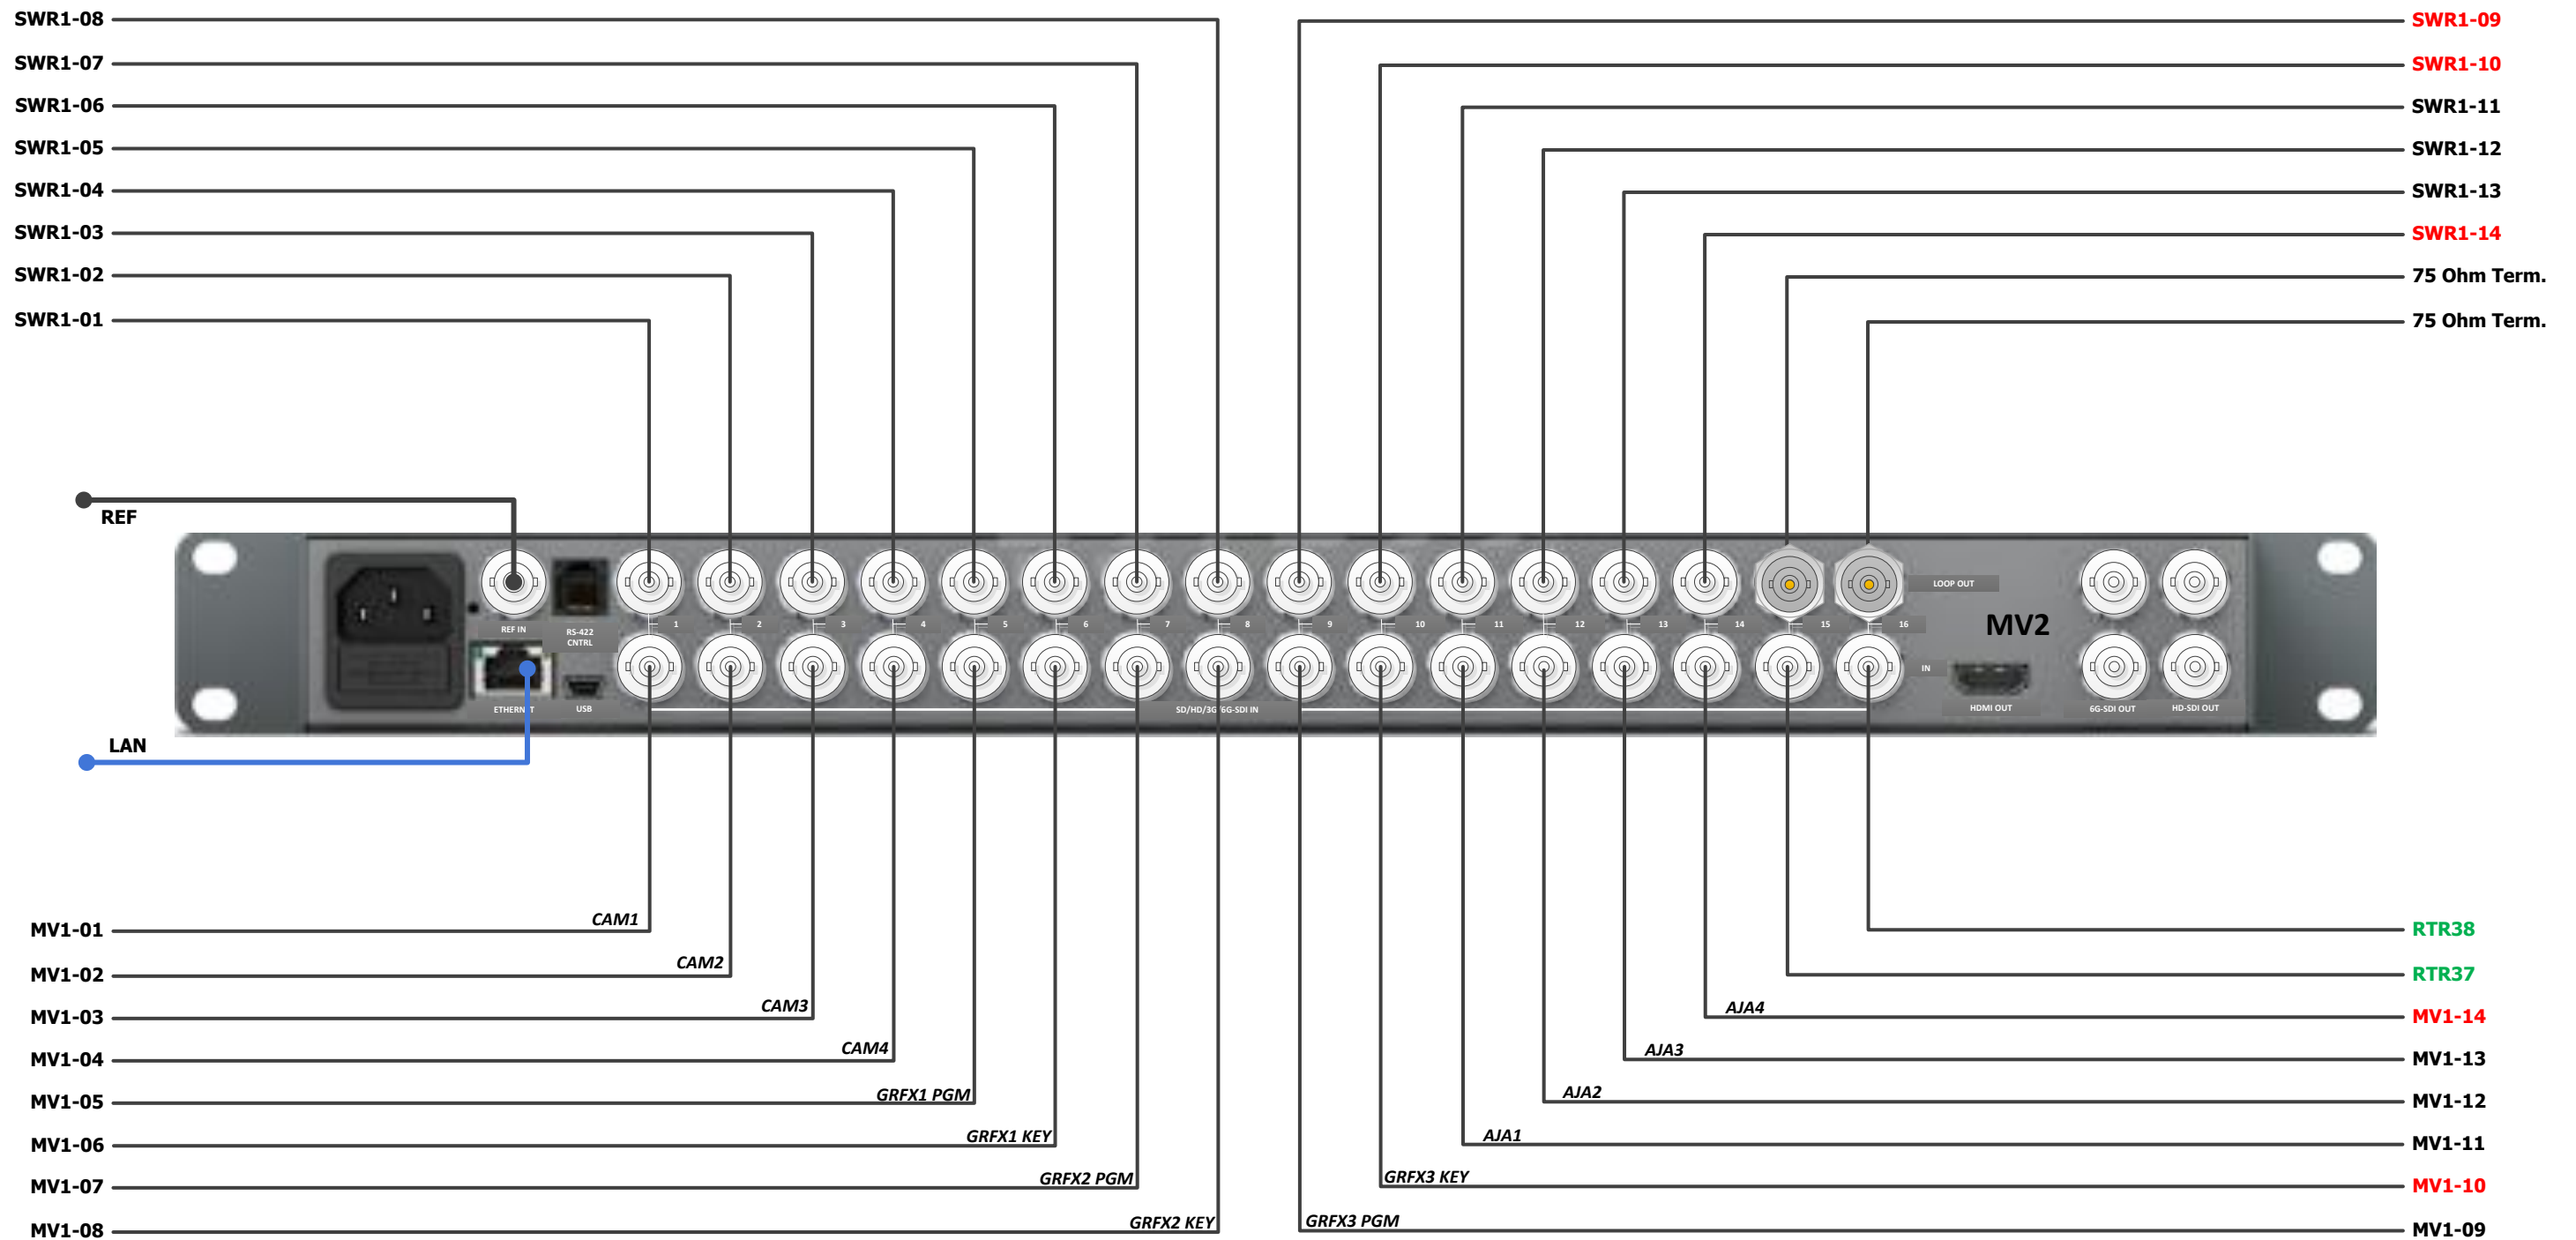 SWR1-08
SWR1-09
SWR1-07
SWR1-10
SWR1-06
SWR1-11
SWR1-05
SWR1-12
SWR1-04
SWR1-13
SWR1-03
SWR1-14
SWR1-02
75 Ohm Term.
SWR1-01
75 Ohm Term.
REF
LOOP OUT
REF IN
RS-422
CNTRL
1 2 3 4 5 6 7 8 9 10 11 12 13 14 15 16
MV2
IN
ETHERNET
USB
SD/HD/3G/6G-SDI IN
HDMI OUT
6G-SDI OUT
HD-SDI OUT
LAN
MV1-01
CAM1
RTR38
MV1-02
CAM2
RTR37
MV1-03
CAM3
AJA4
MV1-14
MV1-04
CAM4
AJA3
MV1-13
MV1-05
GRFX1 PGM
AJA2
MV1-12
MV1-06
GRFX1 KEY
AJA1
MV1-11
MV1-07
GRFX2 PGM
GRFX3 KEY
MV1-10
MV1-08
GRFX2 KEY
GRFX3 PGM
MV1-09